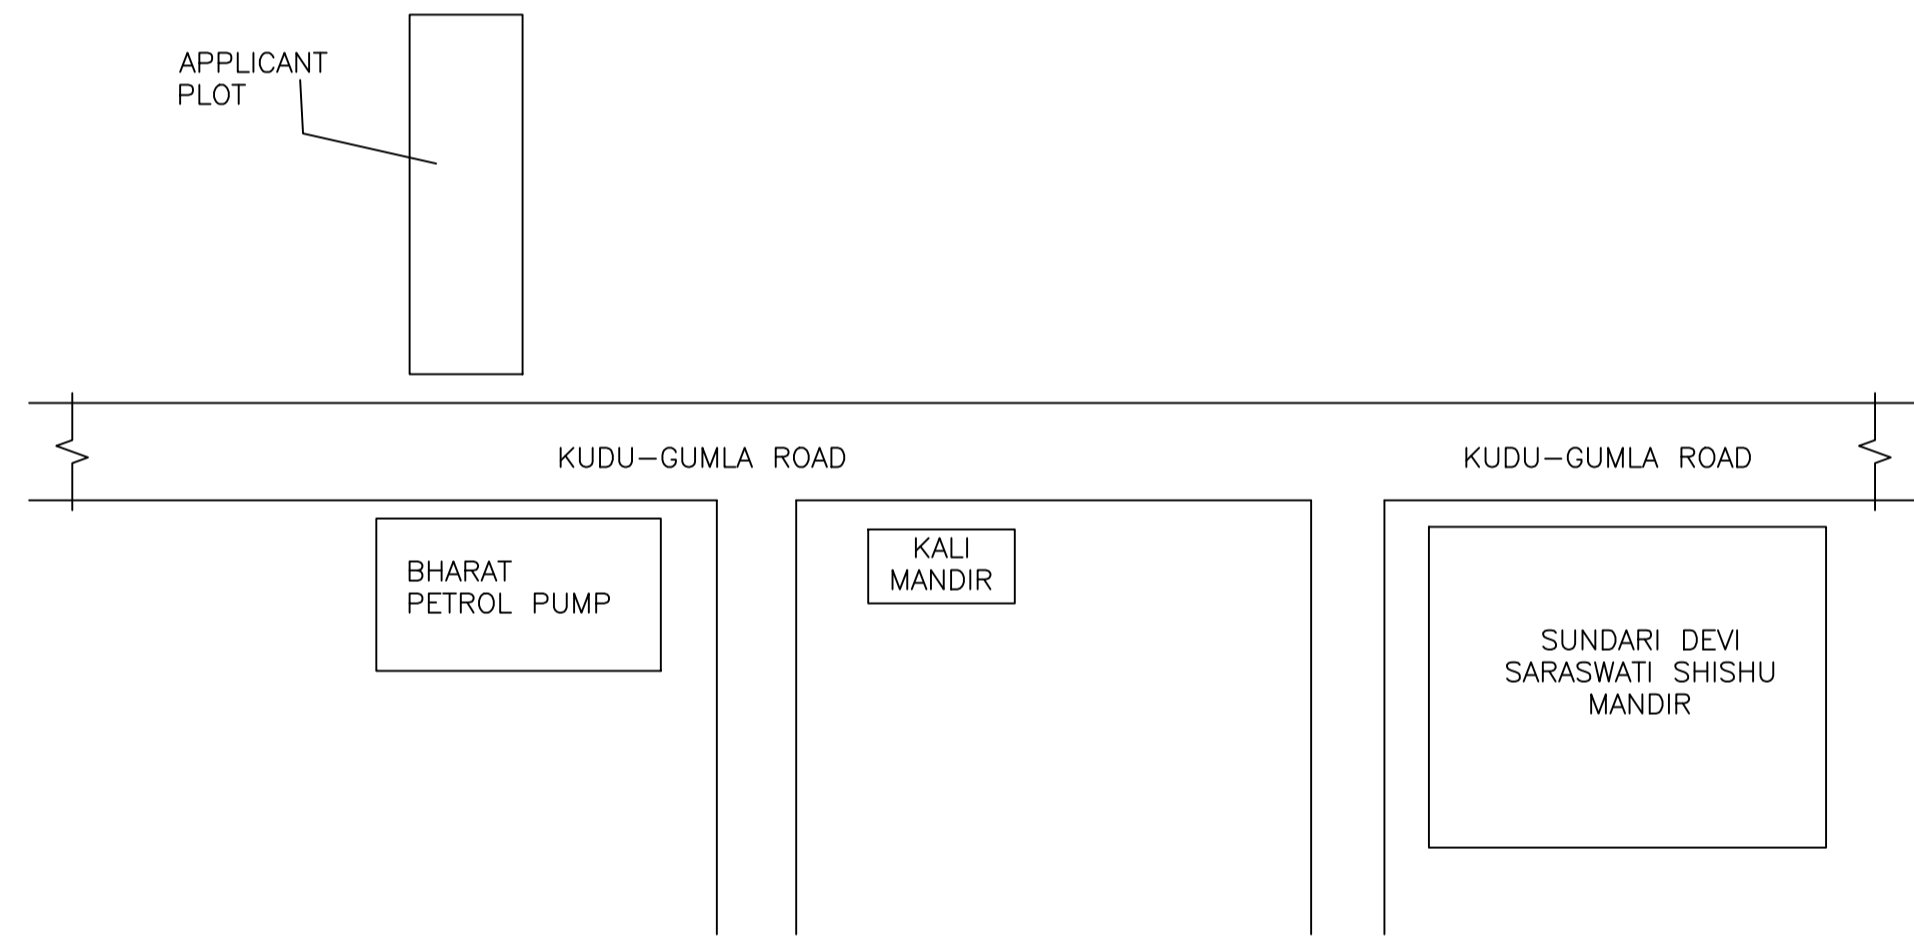 APPLICANT
PLOT
KUDU-GUMLA ROAD
KUDU-GUMLA ROAD
BHARAT
PETROL PUMP
KALI
MANDIR
SUNDARI DEVI
SARASWATI SHISHU
MANDIR